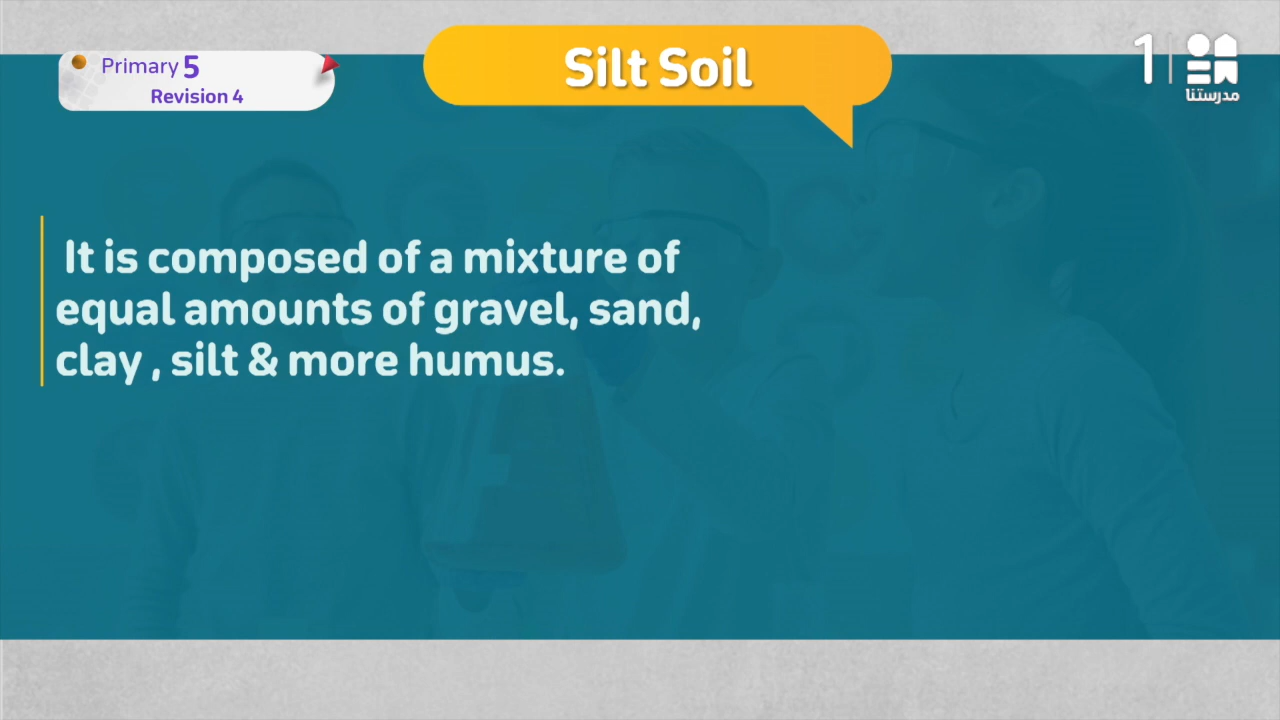 Silt Soil
Primary 5
Revision 4
1
مدرستنا
It is composed of a mixture of
equal amounts of gravel, sand,
clay , silt & more humus.